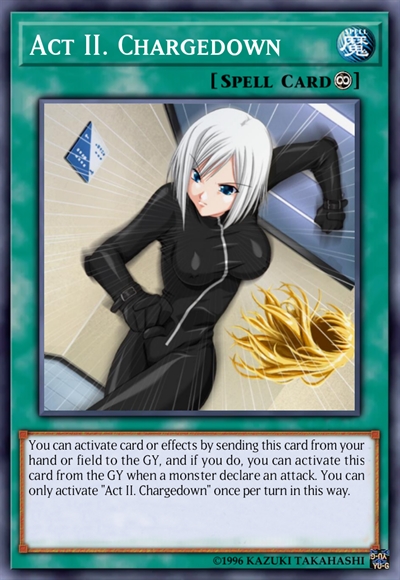 Act II. Chargedown
[Spell Card]
You can activate card or effects by sending this card from your
hand or field to the GY, and if you do, you can activate this
card from the GY when a monster declare an attack. You can
only activate "Act II. Chargedown" once per turn in this way.
©1996 KAZUKI TAKAHASHI